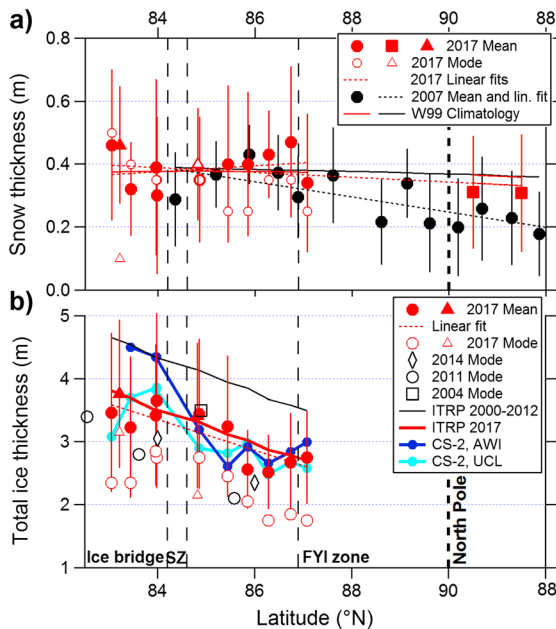 a)
84 86 88 90 88
0.8
0.6
0.4
0.2
0.0
Snow thickness (m)
2017 Mean
2017 Mode
2017 Linear fits
2007 Mean and lin. fit
W99 Climatology
b)
5
4
3
2
1
Total ice thickness (m)
2017 Mean
Linear fit
2017 Mode
2014 Mode
2011 Mode
2004 Mode
ITRP 2000-2012
ITRP 2017
CS-2, AWI
CS-2, UCL
Ice bridge SZ FYI zone
North Pole
84 86 88 90 88
Latitude (°N)